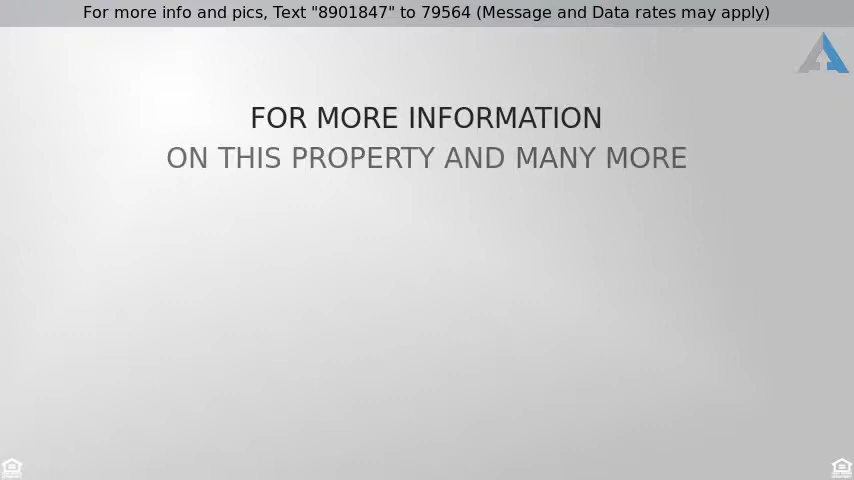 For more info and pics, Text "8901847" to 79564 (Message and Data rates may apply)
FOR MORE INFORMATION
ON THIS PROPERTY AND MANY MORE